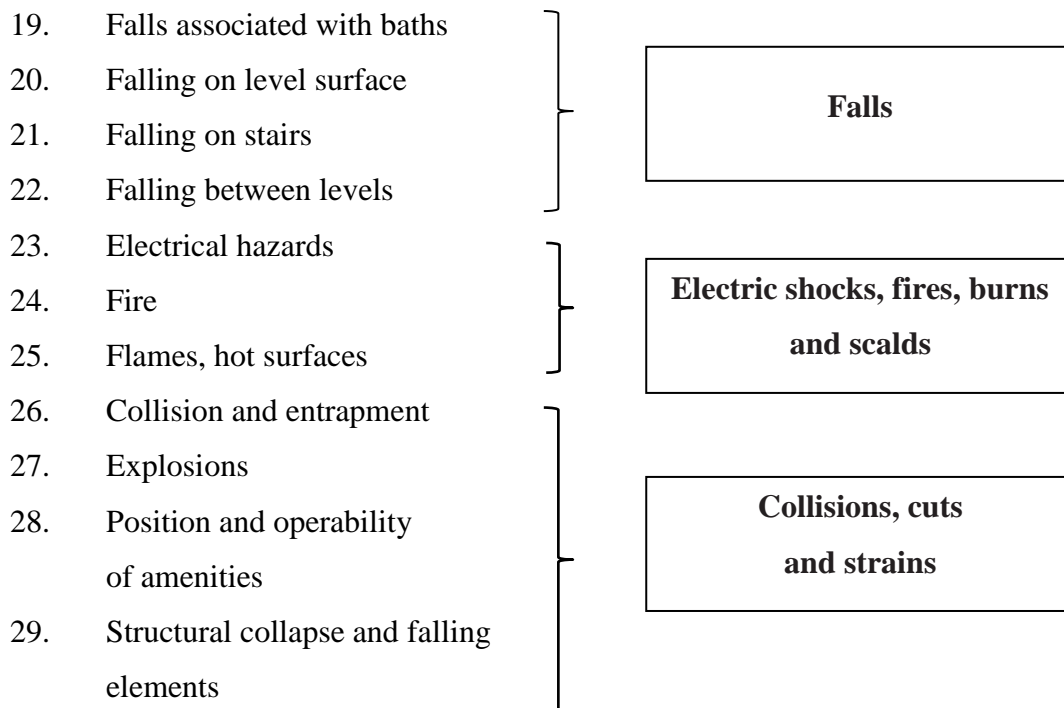 19. Falls associated with baths
20. Falling on level surface
21. Falling on stairs
22. Falling between levels
Falls
23. Electrical hazards
24. Fire
25. Flames, hot surfaces
Electric shocks, fires, burns
and scalds
26. Collision and entrapment
27. Explosions
28. Position and operability
of amenities
29. Structural collapse and falling
elements
Collisions, cuts
and strains